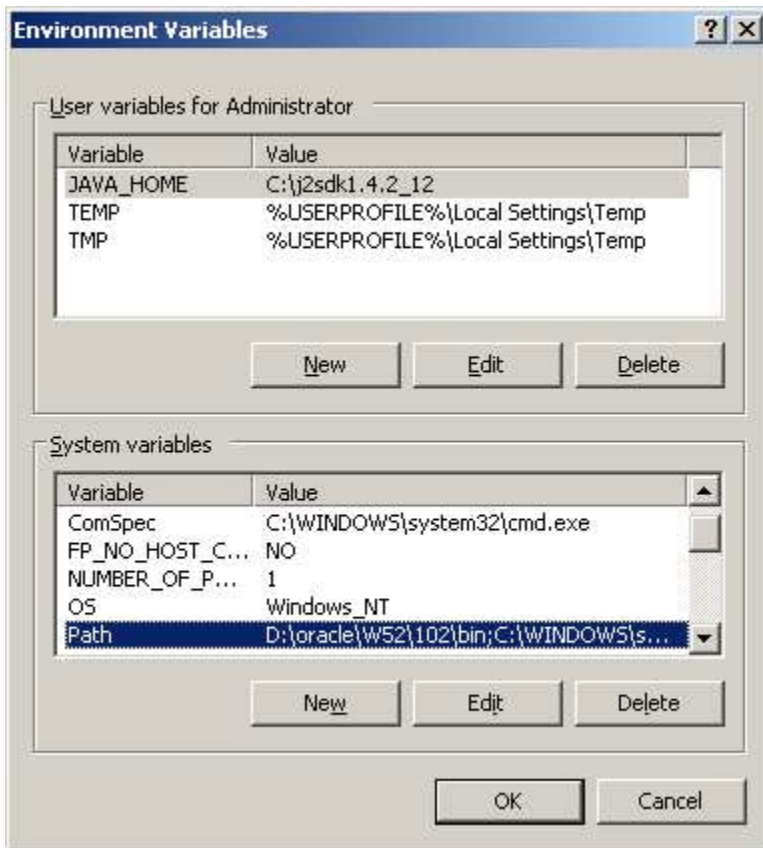 Environment Variables
User variables for Administrator
Variable Value
JAVA_HOME C:\j2sdk1.4.2_12
TEMP %USERPROFILE%\Local Settings\Temp
TMP %USERPROFILE%\Local Settings\Temp
New Edit Delete
System variables
Variable Value
ComSpec C:\WINDOWS\system32\cmd.exe
FP_NO_HOST_C... NO
NUMBER_OF_P... 1
OS Windows_NT
Path D:\oracle\W52\102\bin;C:\WINDOWS\s...
New Edit Delete
OK Cancel